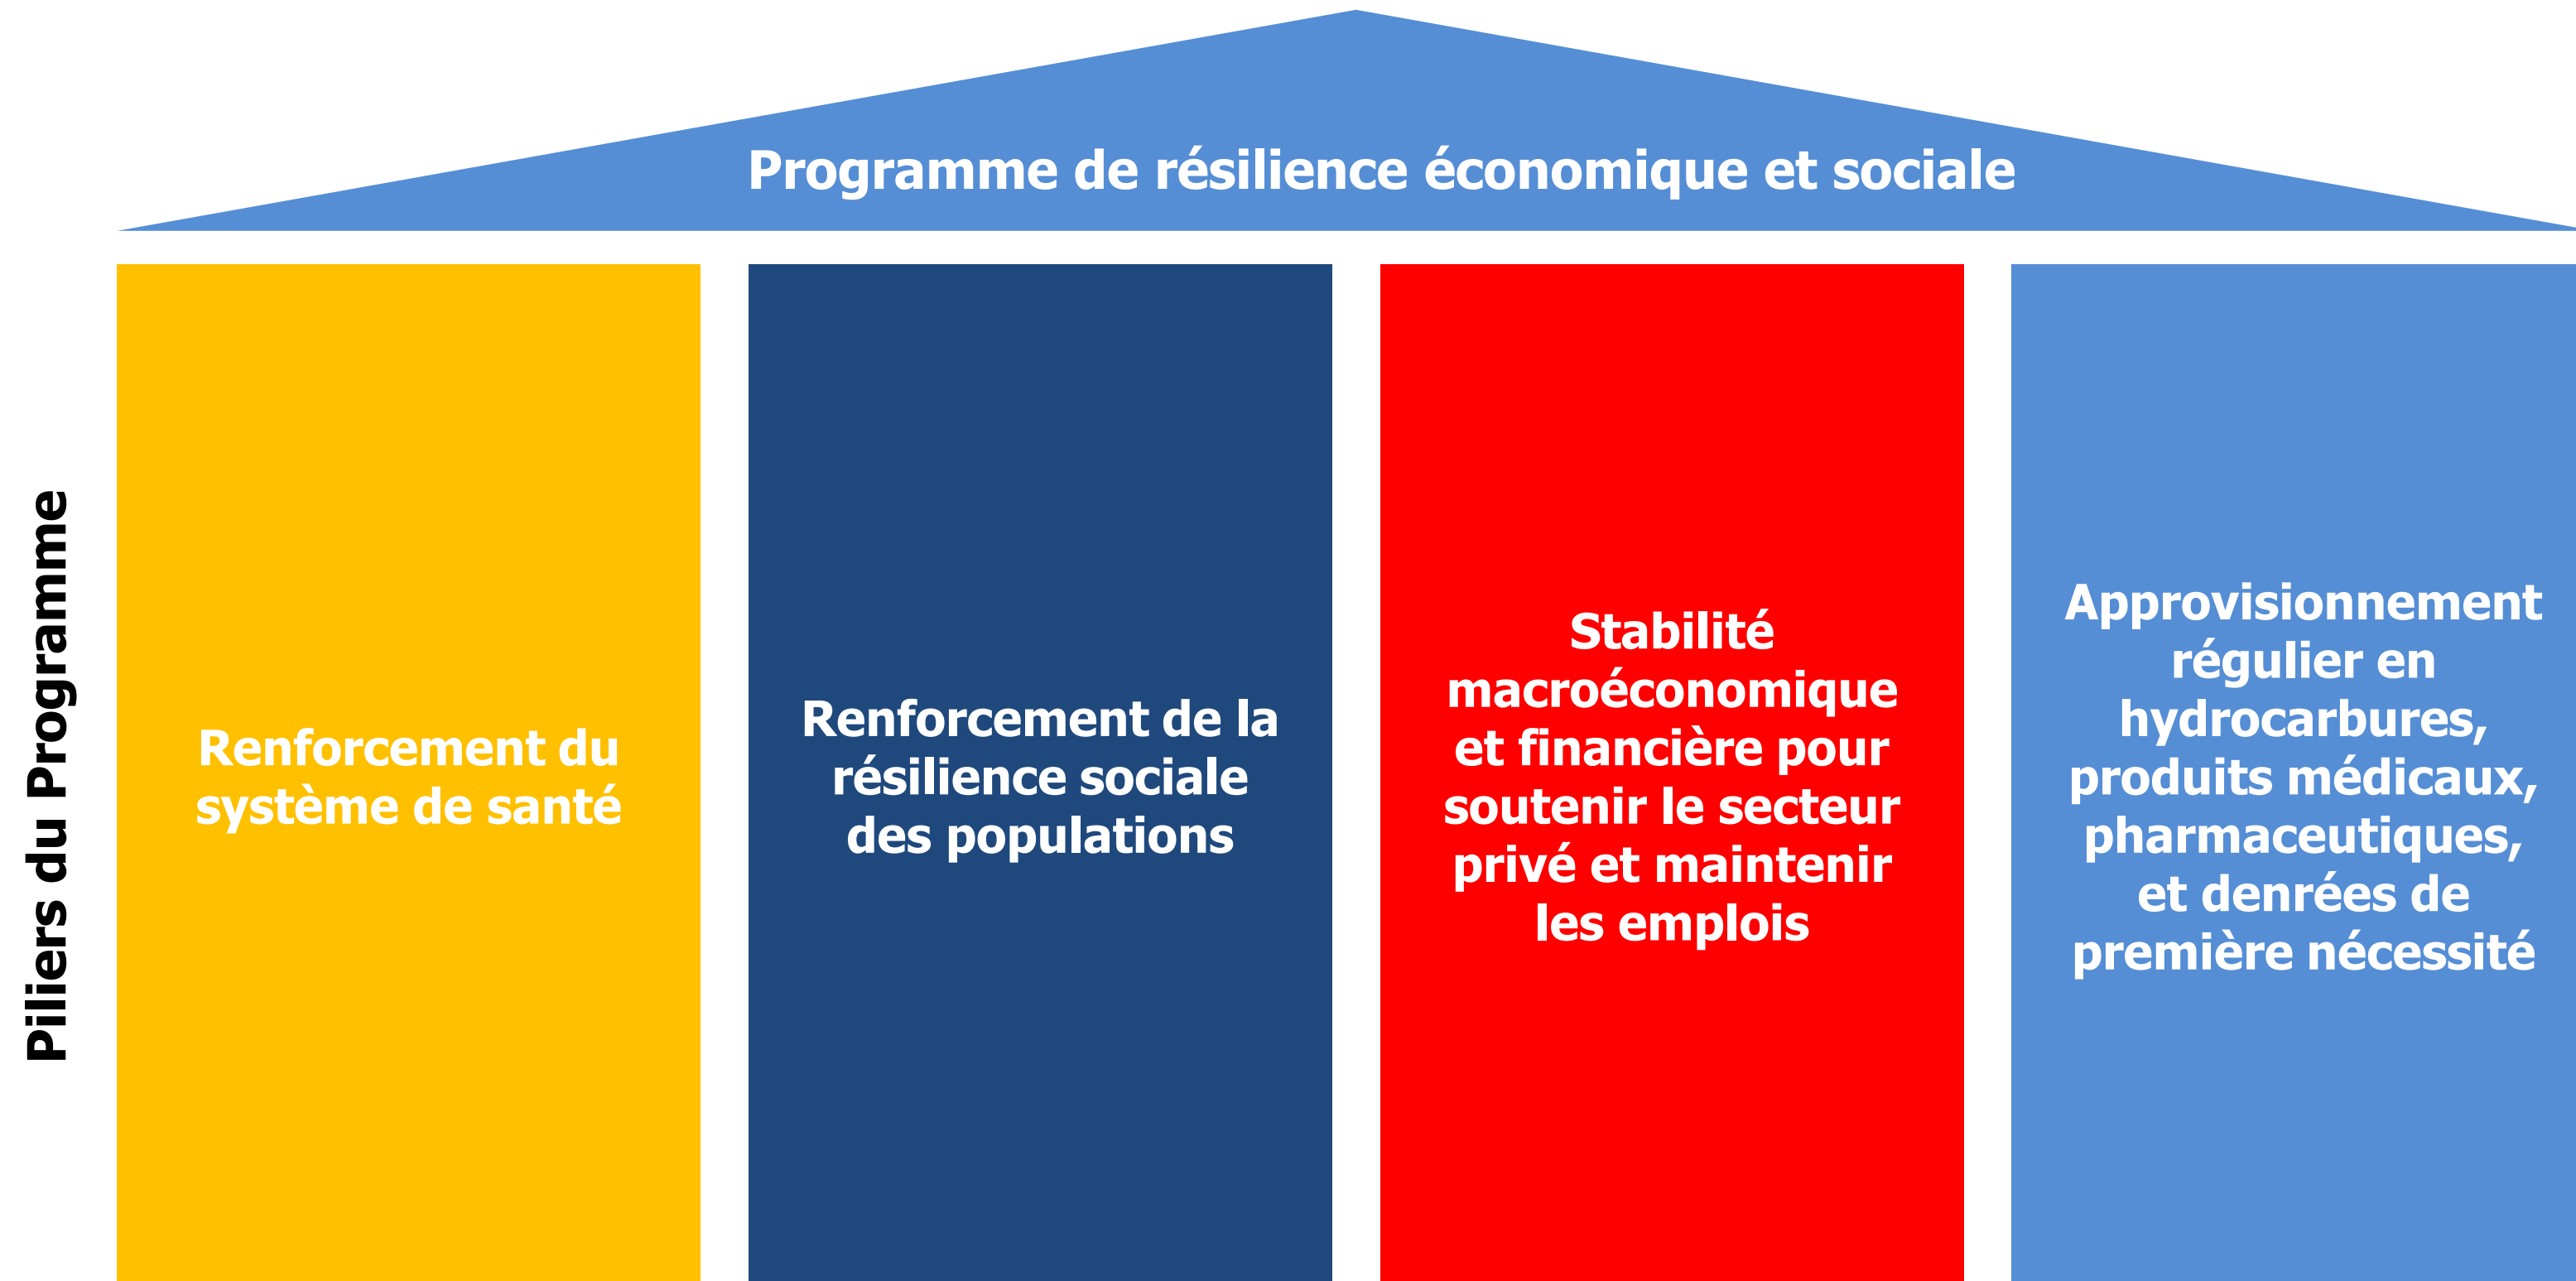 Programme de résilience économique et sociale
Piliers du Programme
Renforcement du
système de santé
Renforcement de la
résilience sociale
des populations
Stabilité
macroéconomique
et financière pour
soutenir le secteur
privé et maintenir
les emplois
Approvisionnement
régulier en
hydrocarbures,
produits médicaux,
pharmaceutiques,
et denrées de
première nécessité